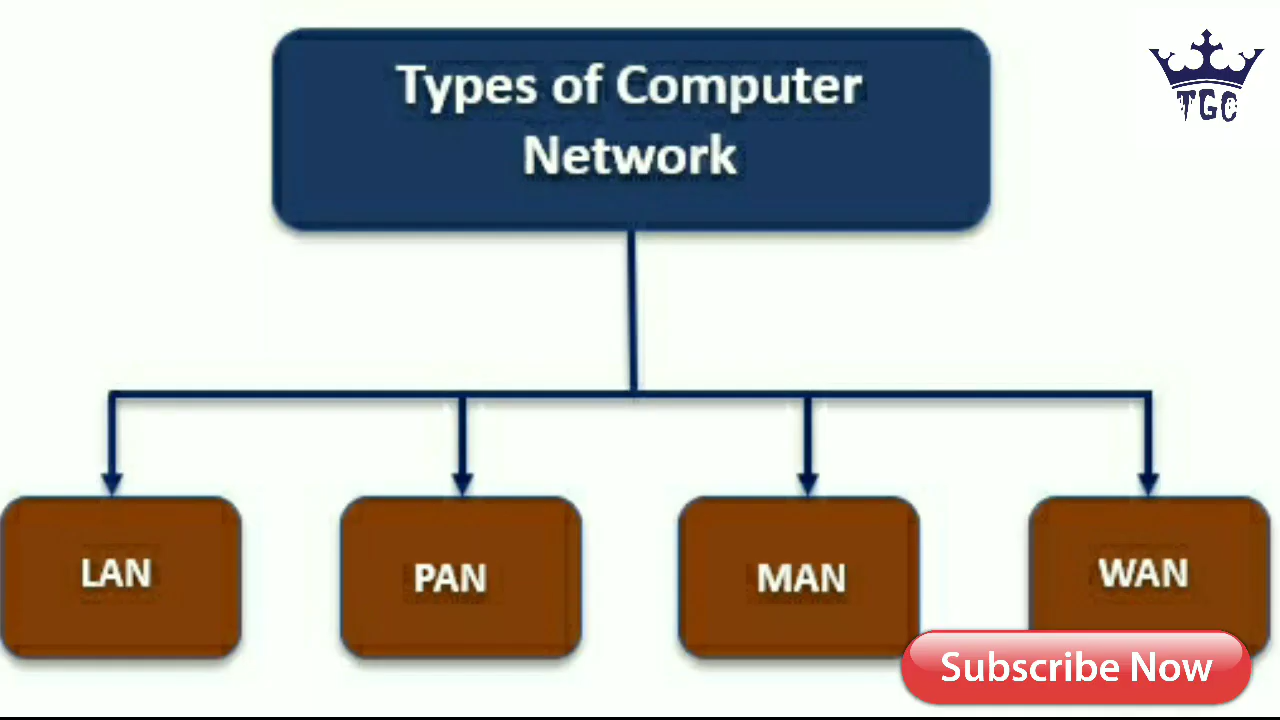 Types of Computer
Network
TGC
LAN
PAN
MAN
WAN
Subscribe Now